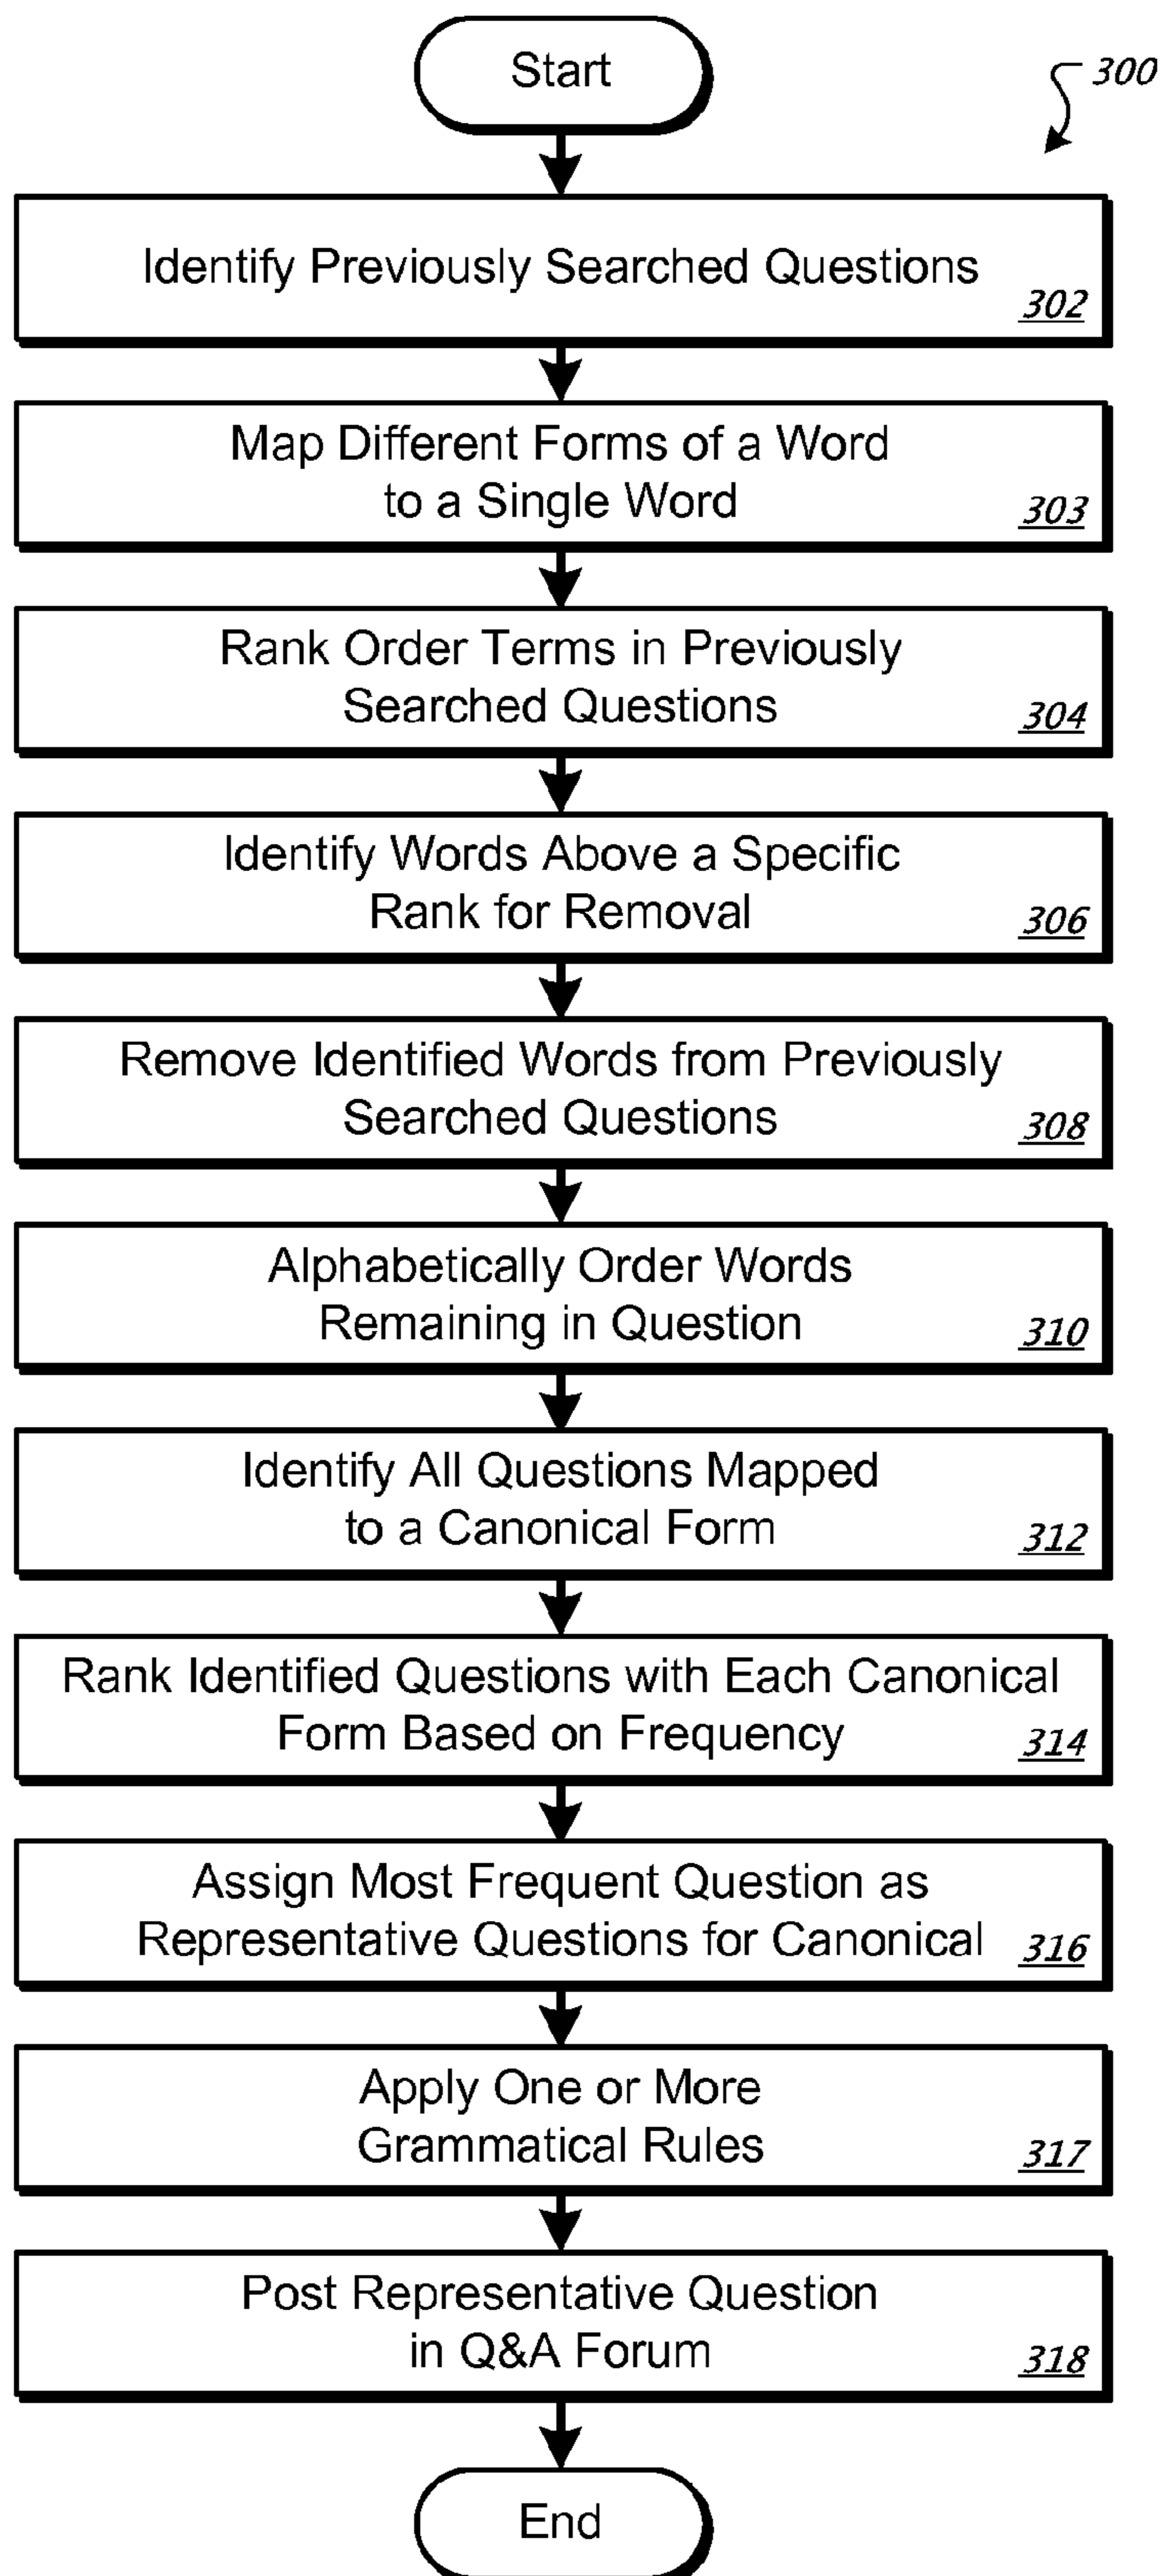 Start
300
Identify Previously Searched Questions
302
Map Different Forms of a Word
to a Single Word
303
Rank Order Terms in Previously
Searched Questions
304
Identify Words Above a Specific
Rank for Removal
306
Remove Identified Words from Previously
Searched Questions
308
Alphabetically Order Words
Remaining in Question
310
Identify All Questions Mapped
to a Canonical Form
312
Rank Identified Questions with Each Canonical
Form Based on Frequency
314
Assign Most Frequent Question as
Representative Questions for Canonical
316
Apply One or More
Grammatical Rules
317
Post Representative Question
in Q&A Forum
318
End